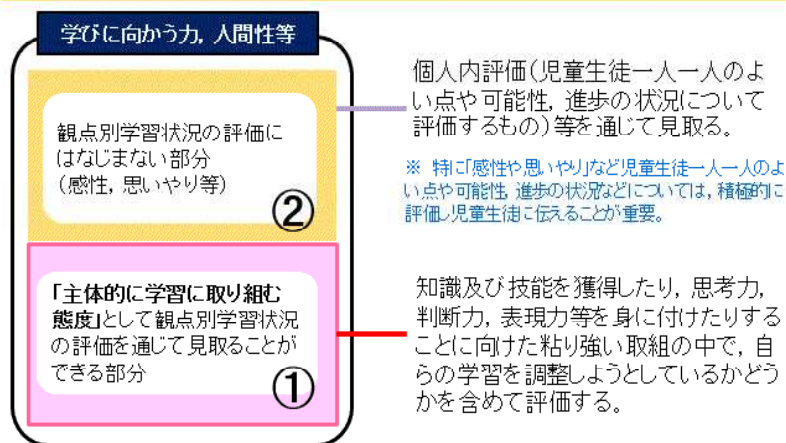 学びに向かう力，人間性等
観点別学習状況の評価に
はなじまない部分
（感性，思いやり等）
②
「主体的に学習に取り組む
態度」として観点別学習状況
の評価を通じて見取ることが
できる部分
①
個人内評価（児童生徒一人一人のよ
い点や可能性，進歩の状況について
評価するもの）等を通じて見取る。
※ 特に「感性や思いやり」など児童生徒一人一人のよ
い点や可能性，進歩の状況などについては，積極的に
評価し児童生徒に伝えることが重要。
知識及び技能を獲得したり，思考力，
判断力，表現力等を身に付けたりする
ことに向けた粘り強い取組の中で，自
らの学習を調整しようとしているかどう
かを含めて評価する。